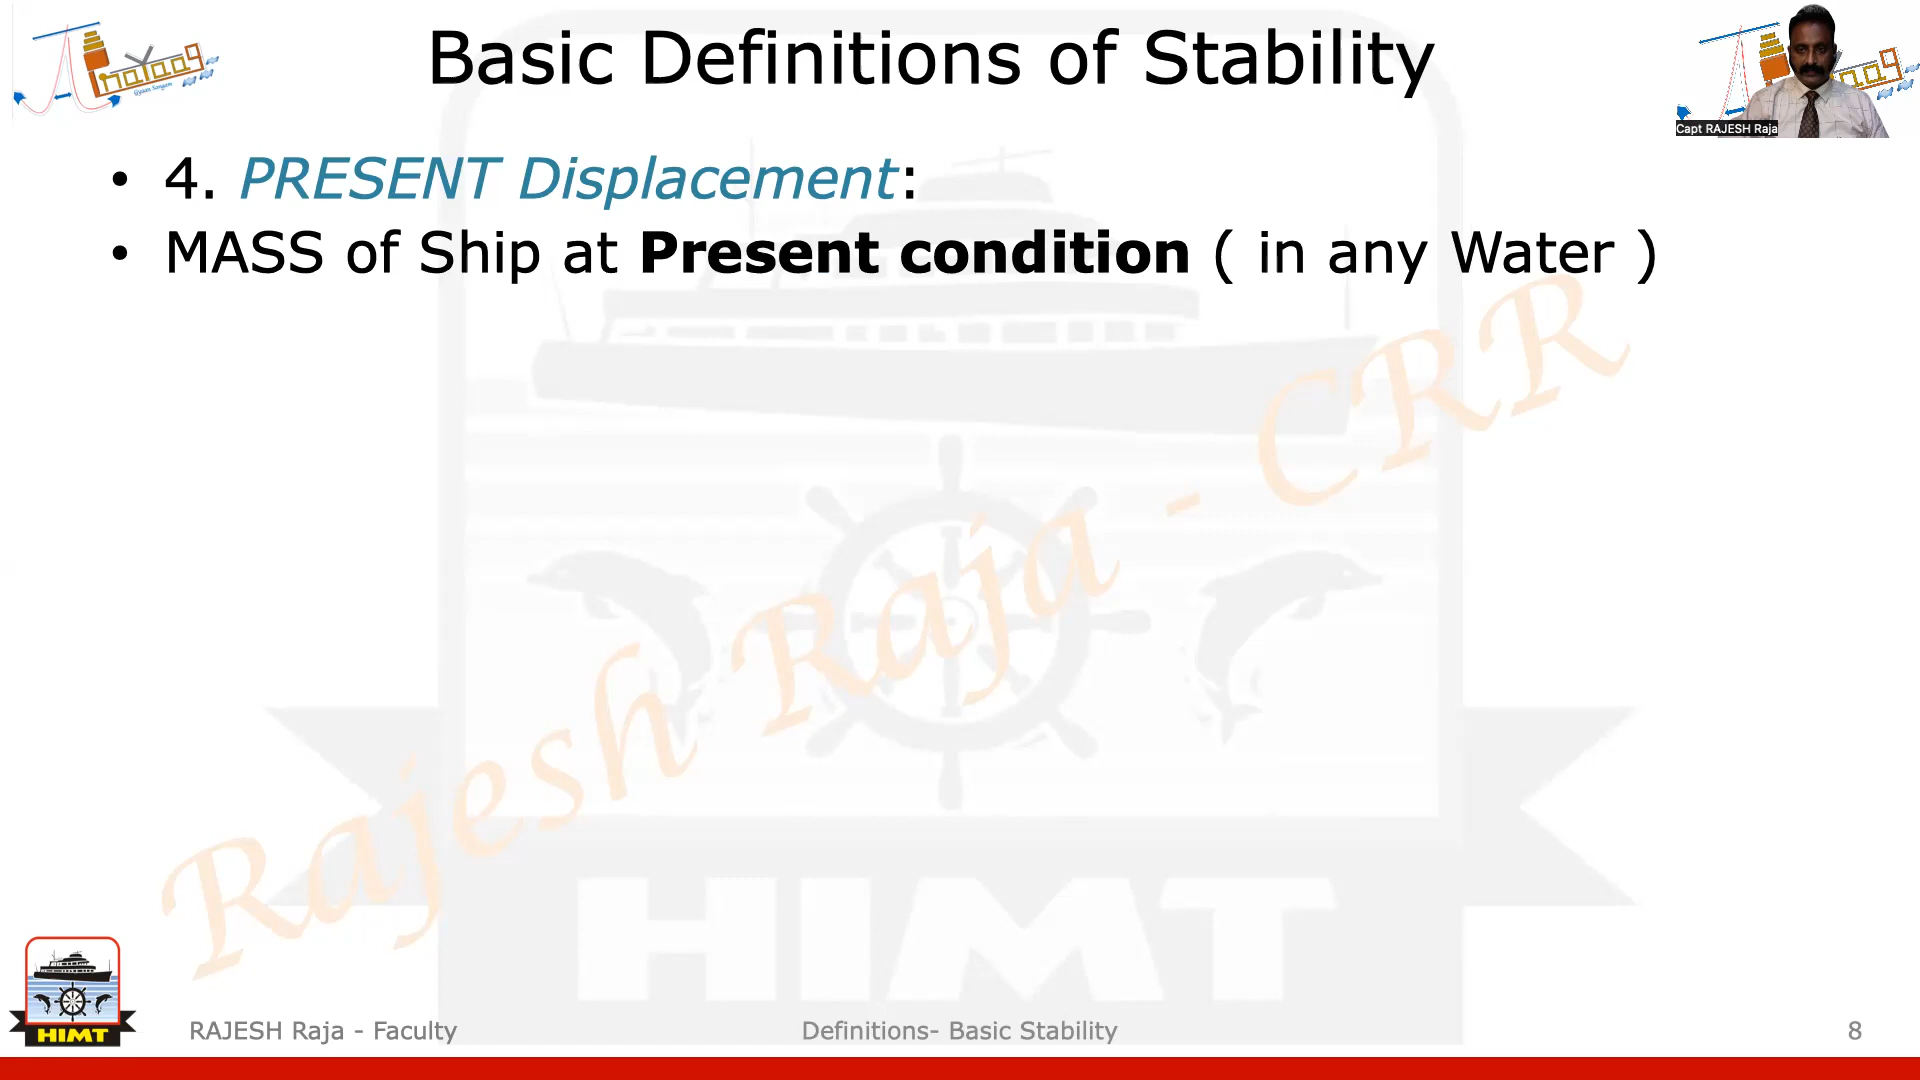 Basic Definitions of Stability
Capt RAJESH Raja
• 4. PRESENT Displacement:
• MASS of Ship at Present condition ( in any Water )
Rajesh Raja - CRR
HIMT
HIMT
RAJESH Raja - Faculty
Definitions- Basic Stability
8